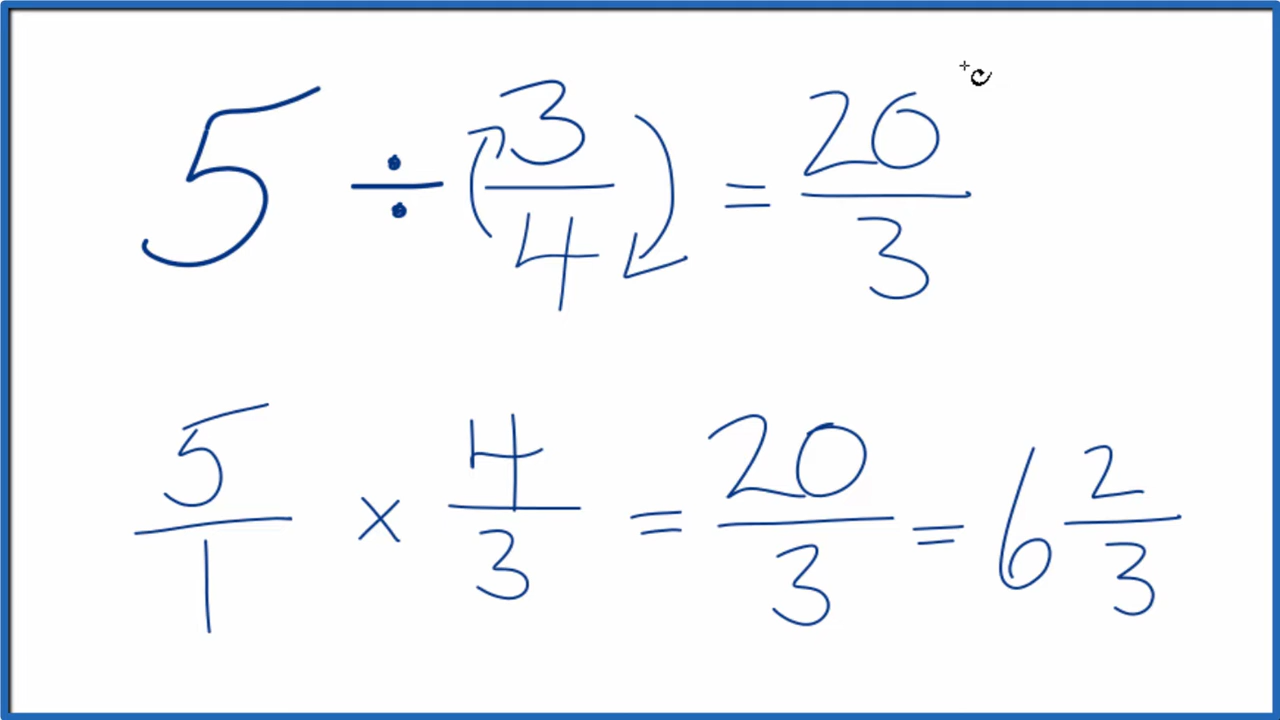 5 ÷ 3/4 = 20/3
5/1 × 4/3 = 20/3 = 6 2/3